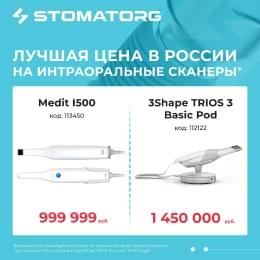 STOMATORG
ЛУЧШАЯ ЦЕНА В РОССИИ
НА ИНТРАОРАЛЬНЫЕ СКАНЕРЫ*
Medit I500
код: 113450
999 999 руб.
3Shape TRIOS 3
Basic Pod
код: 112122
1 450 000 руб.